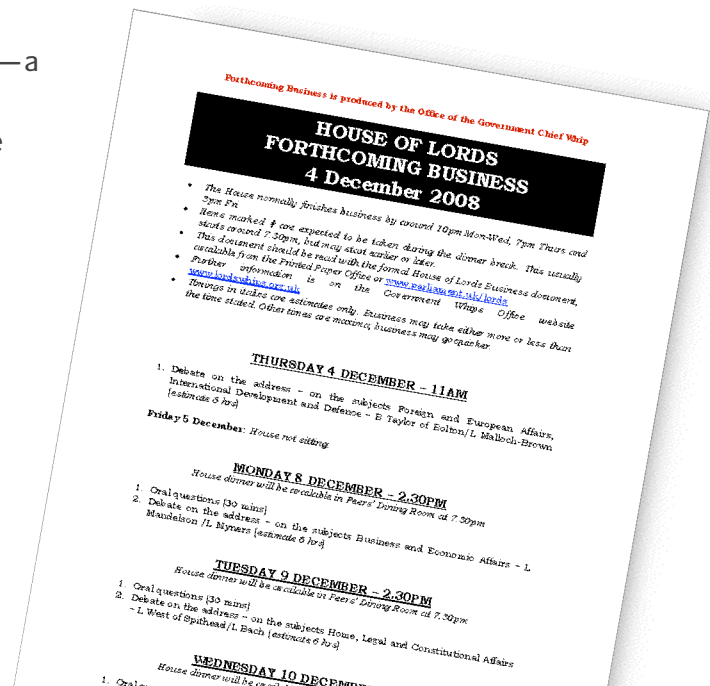 —a
e
Forthcoming Business is produced by the Office of the Government Chief Whip
HOUSE OF LORDS
FORTHCOMING BUSINESS
4 December 2008
• The House normally finishes business by around 10pm Mon-Wed, 7pm Thurs and
3pm Fri
• Items marked ‡ are expected to be taken during the dinner break. This usually
starts around 7.30pm, but may start earlier or later.
• This document should be read with the formal House of Lords Business document,
available from the Printed Paper Office or www.parliament.uk/lords
• Further information is on the Government Whips Office website
www.lordswhips.org.uk
• Timings in italics are estimates only. Business may take either more or less than
the time stated. Other times are maxima; business may go quicker.
THURSDAY 4 DECEMBER – 11AM
1. Debate on the address – on the subjects Foreign and European Affairs,
International Development and Defence – B Taylor of Bolton/L Malloch-Brown
[estimate 8 hrs]
Friday 5 December: House not sitting.
MONDAY 8 DECEMBER – 2.30PM
House dinner will be available in Peers' Dining Room at 7.30pm
1. Oral questions [30 mins]
2. Debate on the address – on the subjects Business and Economic Affairs – L
Mandelson /L Myners [estimate 6 hrs]
TUESDAY 9 DECEMBER – 2.30PM
House dinner will be available in Peers' Dining Room at 7.30pm
1. Oral questions [30 mins]
2. Debate on the address – on the subjects Home, Legal and Constitutional Affairs
– L West of Spithead/L Bach [estimate 6 hrs]
WEDNESDAY 10 DECEMB
House dinner will be
1. Oral